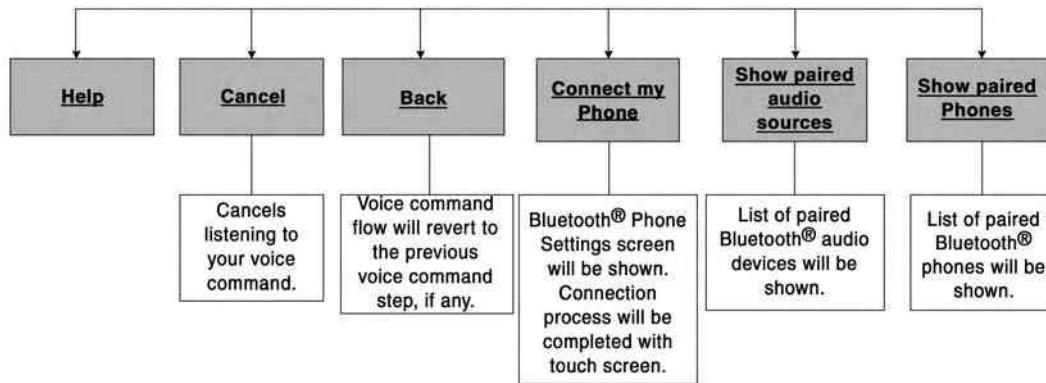 Help
Cancel
Back
Connect my
Phone
Show paired
audio
sources
Show paired
Phones
Cancels
listening to
your voice
command.
Voice command
flow will revert to
the previous
voice command
step, if any.
Bluetooth® Phone
Settings screen
will be shown.
Connection
process will be
completed with
touch screen.
List of paired
Bluetooth® audio
devices will be
shown.
List of paired
Bluetooth®
phones will be
shown.